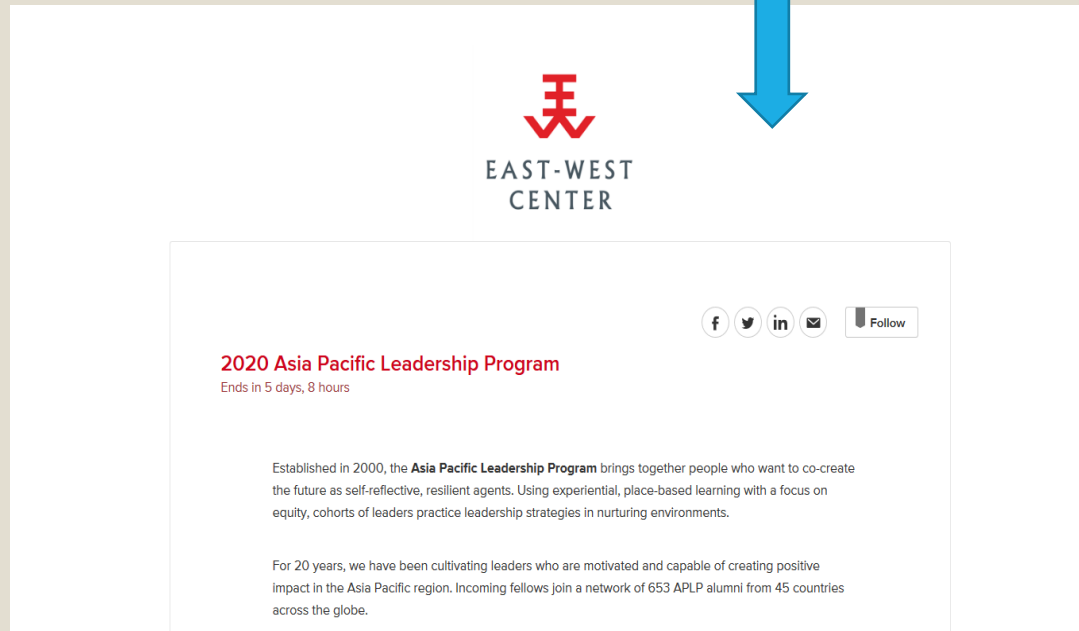 EAST-WEST
CENTER
Follow
2020 Asia Pacific Leadership Program
Ends in 5 days, 8 hours
Established in 2000, the Asia Pacific Leadership Program brings together people who want to co-create
the future as self-reflective, resilient agents. Using experiential, place-based learning with a focus on
equity, cohorts of leaders practice leadership strategies in nurturing environments.
For 20 years, we have been cultivating leaders who are motivated and capable of creating positive
impact in the Asia Pacific region. Incoming fellows join a network of 653 APLP alumni from 45 countries
across the globe.